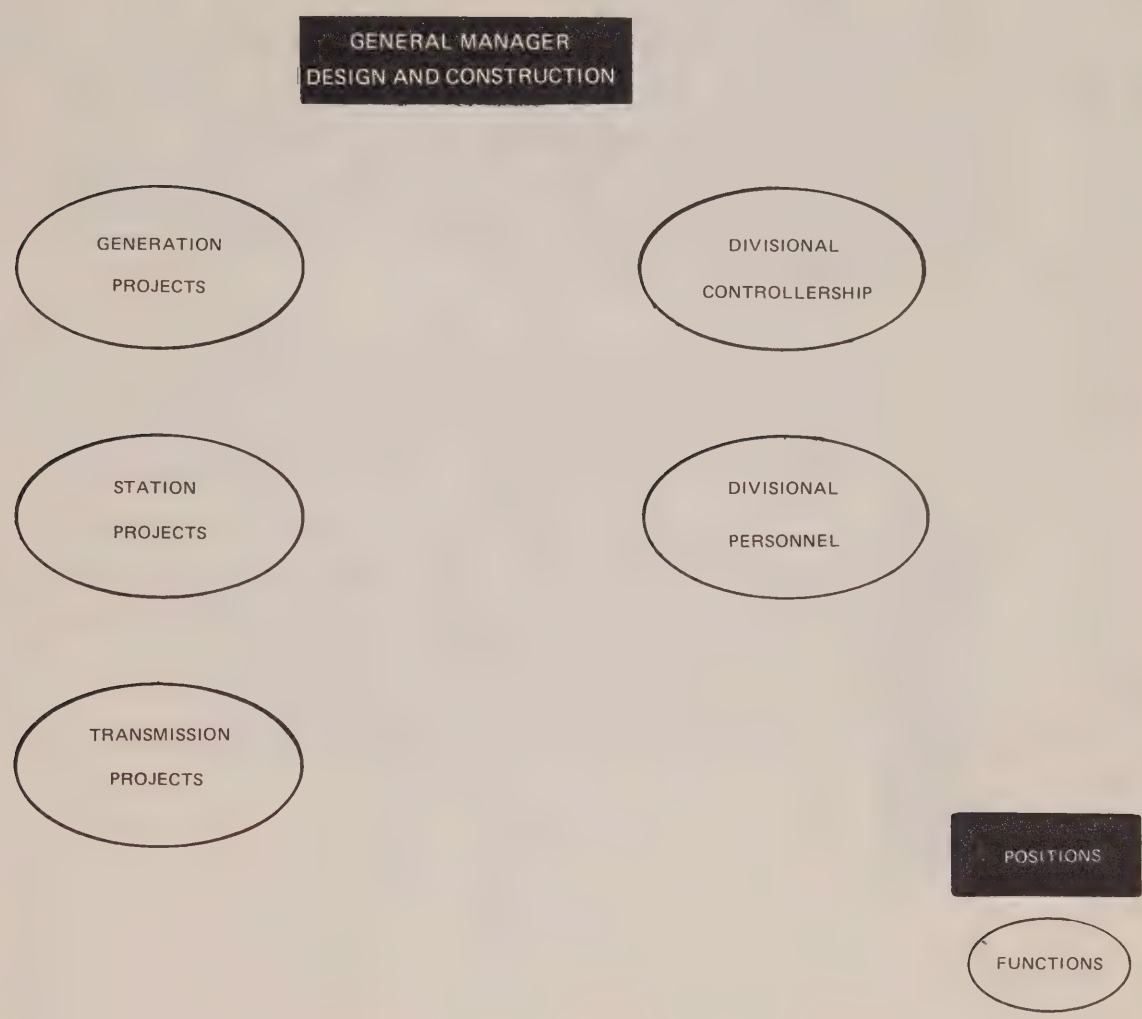 GENERAL MANAGER
DESIGN AND CONSTRUCTION
GENERATION
PROJECTS
DIVISIONAL
CONTROLLERSHIP
STATION
PROJECTS
DIVISIONAL
PERSONNEL
TRANSMISSION
PROJECTS
POSITIONS
FUNCTIONS